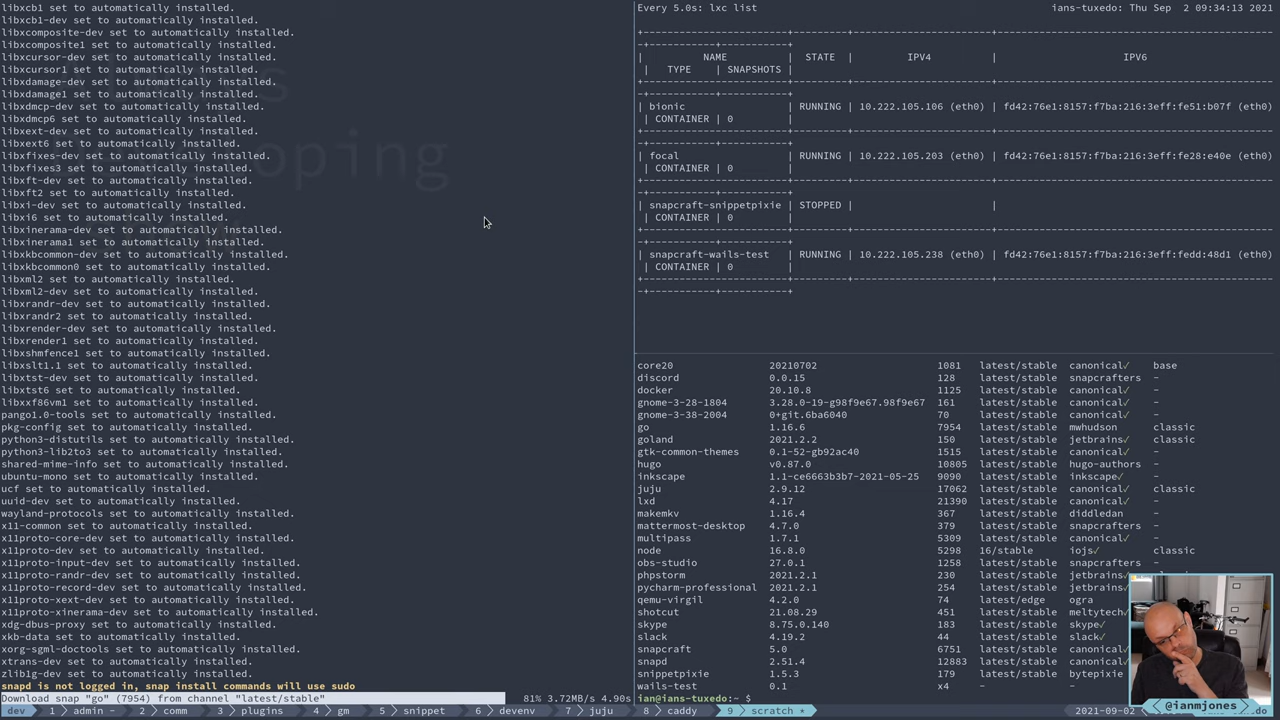 libxcb1 set to automatically installed.
libxcb1-dev set to automatically installed.
libxcomposite-dev set to automatically installed.
libxcomposite1 set to automatically installed.
libxcursor-dev set to automatically installed.
libxcursor1 set to automatically installed.
libxdamage-dev set to automatically installed.
libxdamage1 set to automatically installed.
libxdmcp-dev set to automatically installed.
libxdmcp6 set to automatically installed.
libxext-dev set to automatically installed.
libxext6 set to automatically installed.
libxfixes-dev set to automatically installed.
libxfixes3 set to automatically installed.
libxft-dev set to automatically installed.
libxft2 set to automatically installed.
libxi-dev set to automatically installed.
libxi6 set to automatically installed.
libxinerama-dev set to automatically installed.
libxinerama1 set to automatically installed.
libxkbcommon-dev set to automatically installed.
libxkbcommon0 set to automatically installed.
libxml2 set to automatically installed.
libxml2-dev set to automatically installed.
libxrandr-dev set to automatically installed.
libxrandr2 set to automatically installed.
libxrender-dev set to automatically installed.
libxrender1 set to automatically installed.
libxshmfence1 set to automatically installed.
libxslt1.1 set to automatically installed.
libxtst-dev set to automatically installed.
libxtst6 set to automatically installed.
libxxf86vm1 set to automatically installed.
pango1.0-tools set to automatically installed.
pkg-config set to automatically installed.
python3-distutils set to automatically installed.
python3-lib2to3 set to automatically installed.
shared-mime-info set to automatically installed.
ubuntu-mono set to automatically installed.
ucf set to automatically installed.
uuid-dev set to automatically installed.
wayland-protocols set to automatically installed.
x11-common set to automatically installed.
x11proto-core-dev set to automatically installed.
x11proto-dev set to automatically installed.
x11proto-input-dev set to automatically installed.
x11proto-randr-dev set to automatically installed.
x11proto-record-dev set to automatically installed.
x11proto-xext-dev set to automatically installed.
x11proto-xinerama-dev set to automatically installed.
xdg-dbus-proxy set to automatically installed.
xkb-data set to automatically installed.
xorg-sgml-doctools set to automatically installed.
xtrans-dev set to automatically installed.
zlib1g-dev set to automatically installed.
snapd is not logged in, snap install commands will use sudo
Download snap "go" (7954) from channel "latest/stable" 81% 3.72MB/s 4.90s
Every 5.0s: lxc list ians-tuxedo: Thu Sep 2 09:34:13 2021
| NAME | STATE | IPV4 | IPV6
| TYPE | SNAPSHOTS |
| bionic | RUNNING | 10.222.105.106 (eth0) | fd42:76e1:8157:f7ba:216:3eff:fe51:b07f (eth0)
| CONTAINER | 0 |
| focal | RUNNING | 10.222.105.203 (eth0) | fd42:76e1:8157:f7ba:216:3eff:fe28:e40e (eth0)
| CONTAINER | 0 |
| snapcraft-snippetpixie | STOPPED | |
| CONTAINER | 0 |
| snapcraft-wails-test | RUNNING | 10.222.105.238 (eth0) | fd42:76e1:8157:f7ba:216:3eff:fedd:48d1 (eth0)
| CONTAINER | 0 |
core20 20210702 1081 latest/stable canonical✓ base
discord 0.0.15 128 latest/stable snapcrafters -
docker 20.10.8 1125 latest/stable canonical✓ -
gnome-3-28-1804 3.28.0-19-g98f9e67.98f9e67 161 latest/stable canonical✓ -
gnome-3-38-2004 0+git.6ba6040 70 latest/stable canonical✓ -
go 1.16.6 7954 latest/stable mwhudson classic
goland 2021.2.2 150 latest/stable jetbrains✓ classic
gtk-common-themes 0.1-52-gb92ac40 1515 latest/stable canonical✓ -
hugo v0.87.0 10805 latest/stable hugo-authors -
inkscape 1.1-ce6663b3b7-2021-05-25 9090 latest/stable inkscape✓ -
juju 2.9.12 17062 latest/stable canonical✓ classic
lxd 4.17 21390 latest/stable canonical✓ -
makemkv 1.16.4 367 latest/stable diddledan -
mattermost-desktop 4.7.0 379 latest/stable snapcrafters -
multipass 1.7.1 5309 latest/stable canonical✓ -
node 16.8.0 5298 16/stable iojs✓ classic
obs-studio 27.0.1 1258 latest/stable snapcrafters -
phpstorm 2021.2.1 230 latest/stable jetbrains✓
pycharm-professional 2021.2.1 254 latest/stable jetbrains
qemu-virgil 4.2.0 74 latest/edge ogra
shotcut 21.08.29 451 latest/stable meltytech
skype 8.75.0.140 183 latest/stable skype✓
slack 4.19.2 44 latest/stable slack✓
snapcraft 5.0 6751 latest/stable canonical
snapd 2.51.4 12883 latest/stable canonical
snippetpixie 1.5.3 179 latest/stable bytepixie
wails-test 0.1 x4 - -
ian@ians-tuxedo:~ $
dev 1 admin - 2 comm 3 plugins 4 gm 5 snippet 6 devenv 7 juju 8 caddy 9 scratch * 2021-09-02
@ianmjones